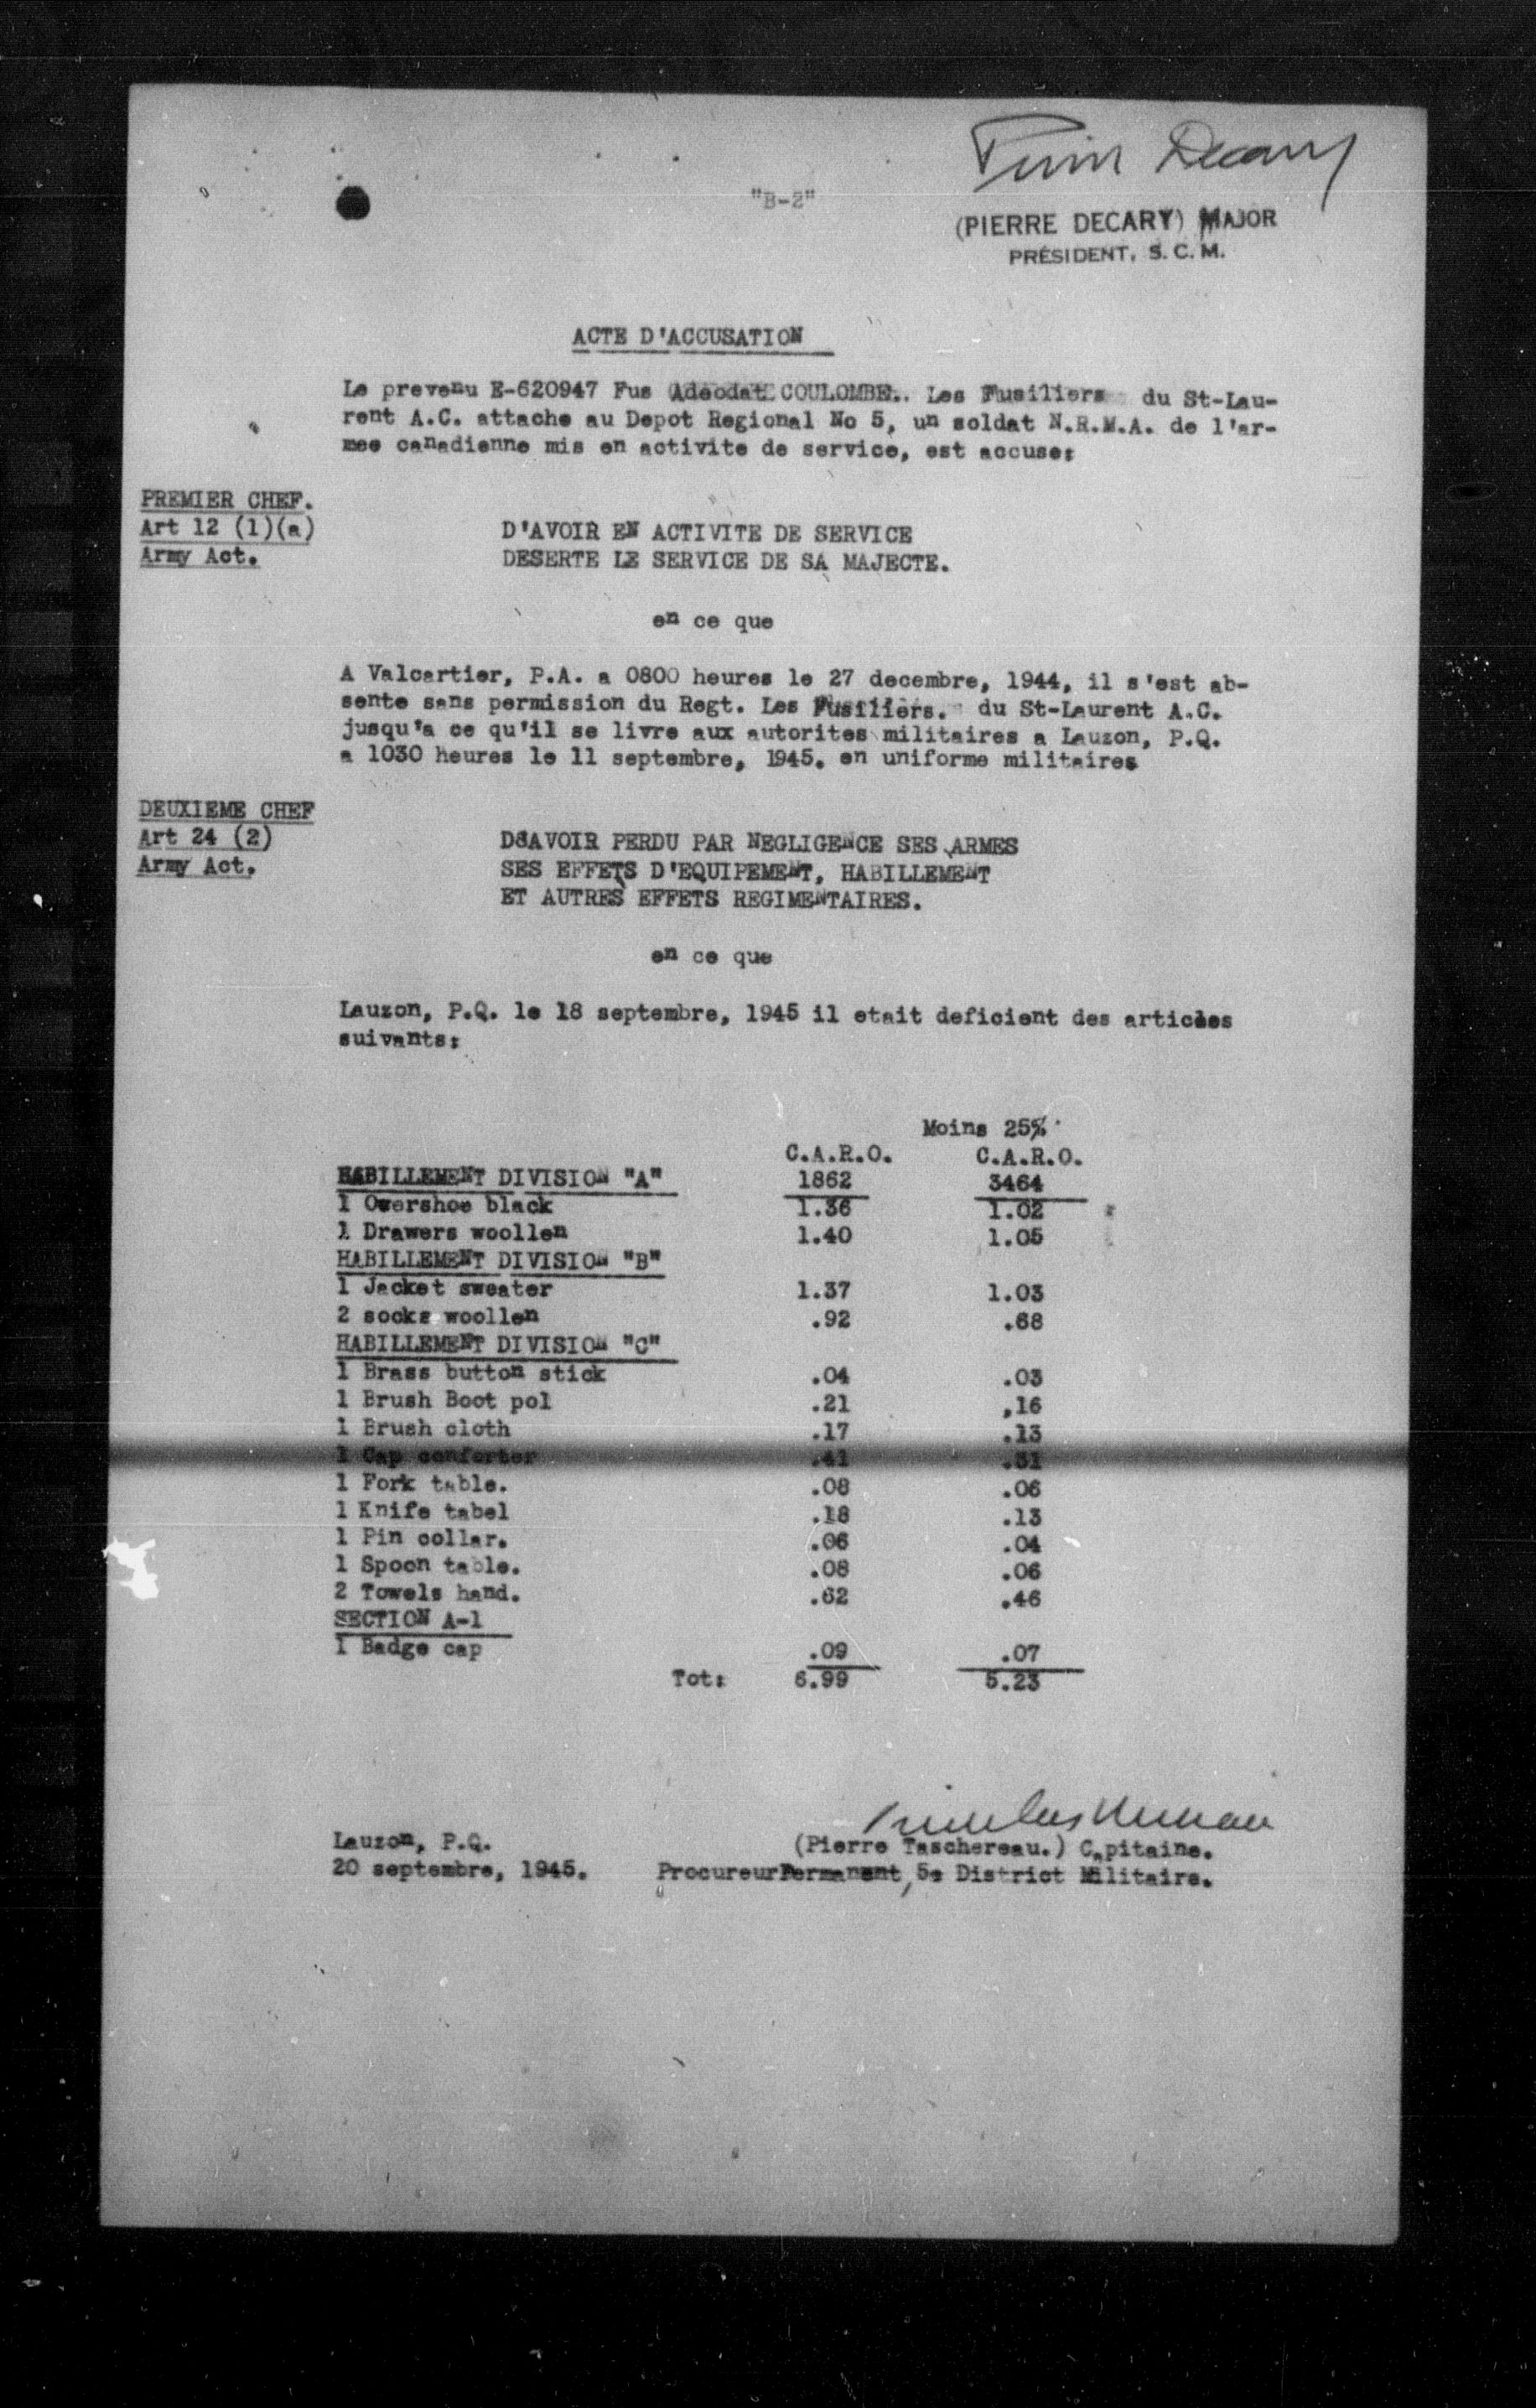 Pierre Decary
"B-2"
(PIERRE DECARY) MAJOR
PRÉSIDENT, S.C.M.
ACTE D'ACCUSATION
Le prevenu E-620947 Fus Adeodat COULOMBE.. Les Fusiliers du St-Lau-
rent A.C. attache au Depot Regional No 5, un soldat N.R.M.A. de l'ar-
mee canadienne mis en activite de service, est accuse:
PREMIER CHEF.
Art 12 (1)(a)
Army Act.
D'AVOIR EN ACTIVITE DE SERVICE
DESERTE LE SERVICE DE SA MAJECTE.
en ce que
A Valcartier, P.A. a 0800 heures le 27 decembre, 1944, il s'est ab-
sente sans permission du Regt. Les Fusiliers. du St-Laurent A.C.
jusqu'a ce qu'il se livre aux autorites militaires a Lauzon, P.Q.
a 1030 heures le 11 septembre, 1945. en uniforme militaires
DEUXIEME CHEF
Art 24 (2)
Army Act.
D8AVOIR PERDU PAR NEGLIGENCE SES ARMES
SES EFFETS D'EQUIPEMENT, HABILLEMENT
ET AUTRES EFFETS REGIMENTAIRES.
en ce que
Lauzon, P.Q. le 18 septembre, 1945 il etait deficient des articles
suivants:
Moins 25%
C.A.R.O. C.A.R.O.
HABILLEMENT DIVISION "A" 1862 3464
1 Overshoe black 1.36 1.02
1 Drawers woollen 1.40 1.05
HABILLEMENT DIVISION "B"
1 Jacket sweater 1.37 1.03
2 socks woollen .92 .68
HABILLEMENT DIVISION "C"
1 Brass button stick .04 .03
1 Brush Boot pol .21 ,16
1 Brush cloth .17 .13
1 Cap conforter .41 .31
1 Fork table. .08 .06
1 Knife tabel .18 .13
1 Pin collar. .06 .04
1 Spoon table. .08 .06
2 Towels hand. .62 .46
SECTION A-1
1 Badge cap .09 .07
Tot: 6.99 5.23
Lauzon, P.Q.
20 septembre, 1945.
(Pierre Taschereau.) Capitaine.
Procureur Permanent, 5e District Militaire.